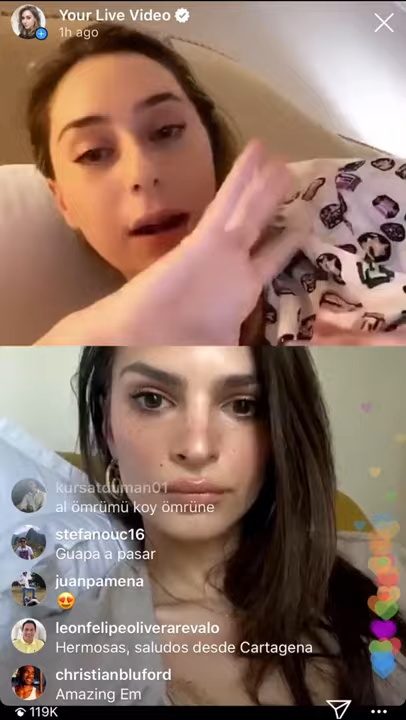 Your Live Video
1h ago
kursatduman01
al ömrümü koy ömrüne
stefanouc16
Guapa a pasar
juanpamena
😍
leonfelipeoliverarevalo
Hermosas, saludos desde Cartagena
christianbluford
Amazing Em
119K